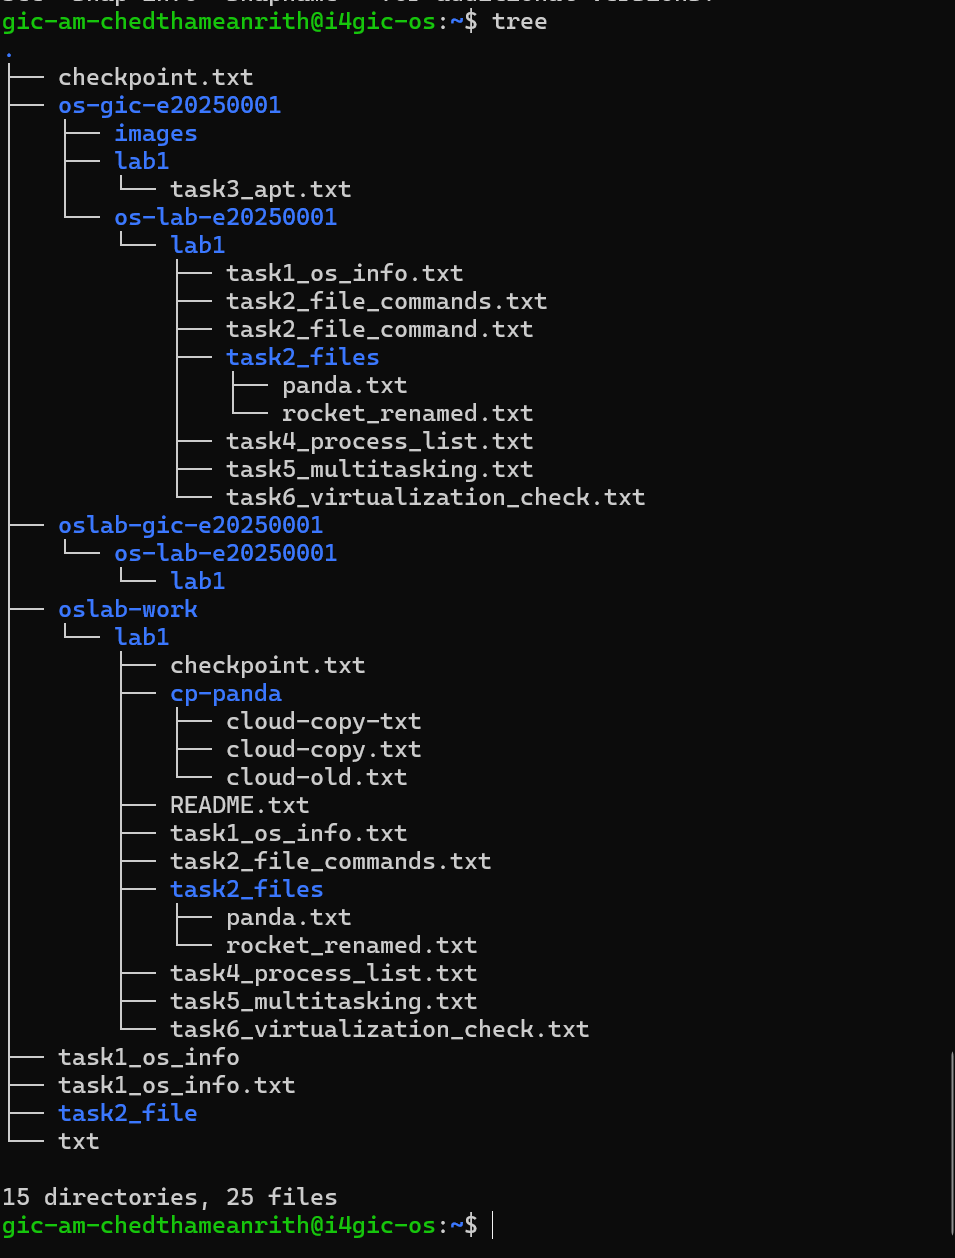 gic-am-chedthameanrith@i4gic-os:~$ tree
.
├── checkpoint.txt
├── os-gic-e20250001
│   ├── images
│   ├── lab1
│   │   └── task3_apt.txt
│   └── os-lab-e20250001
│       └── lab1
│           ├── task1_os_info.txt
│           ├── task2_file_commands.txt
│           ├── task2_file_command.txt
│           ├── task2_files
│           │   ├── panda.txt
│           │   └── rocket_renamed.txt
│           ├── task4_process_list.txt
│           ├── task5_multitasking.txt
│           └── task6_virtualization_check.txt
├── oslab-gic-e20250001
│   └── os-lab-e20250001
│       └── lab1
├── oslab-work
│   └── lab1
│       ├── checkpoint.txt
│       ├── cp-panda
│       │   ├── cloud-copy-txt
│       │   ├── cloud-copy.txt
│       │   └── cloud-old.txt
│       ├── README.txt
│       ├── task1_os_info.txt
│       ├── task2_file_commands.txt
│       ├── task2_files
│       │   ├── panda.txt
│       │   └── rocket_renamed.txt
│       ├── task4_process_list.txt
│       ├── task5_multitasking.txt
│       └── task6_virtualization_check.txt
├── task1_os_info
├── task1_os_info.txt
├── task2_file
└── txt

15 directories, 25 files
gic-am-chedthameanrith@i4gic-os:~$